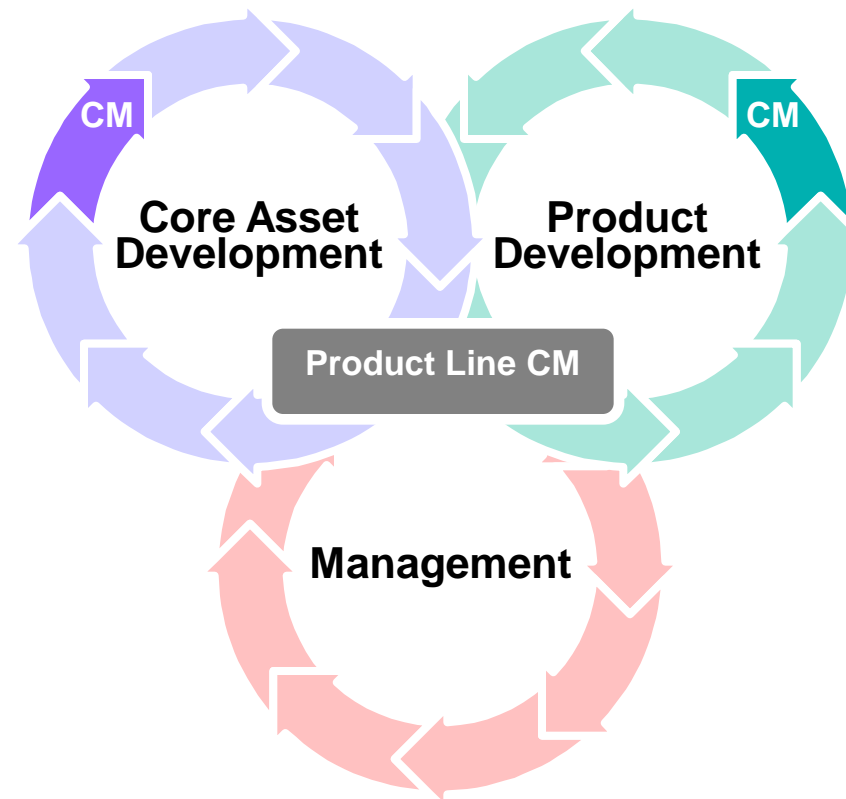 CM
CM
Core Asset
Development
Product
Development
Product Line CM
Management